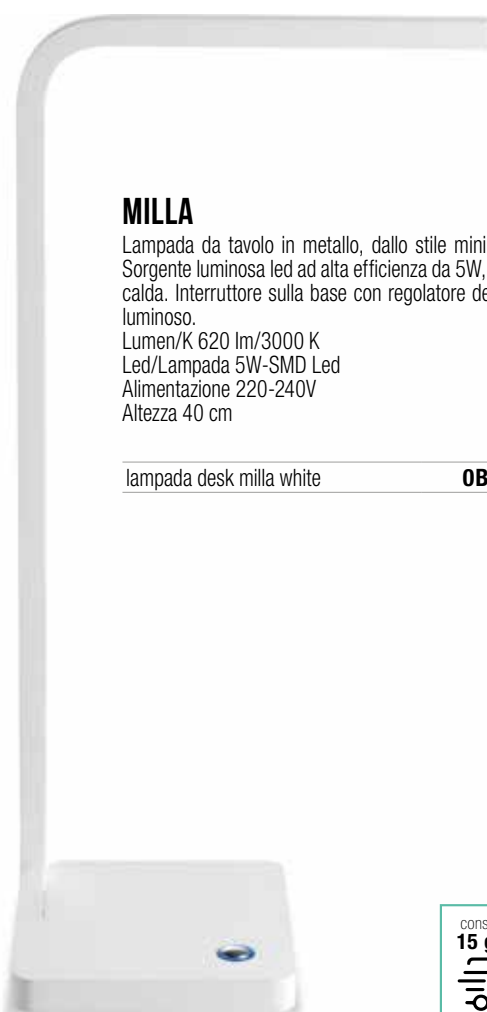 MILLA
Lampada da tavolo in metallo, dallo stile mini
Sorgente luminosa led ad alta efficienza da 5W,
calda. Interruttore sulla base con regolatore de
luminoso.
Lumen/K 620 lm/3000 K
Led/Lampada 5W-SMD Led
Alimentazione 220-240V
Altezza 40 cm
lampada desk milla white 0B
cons
15 g